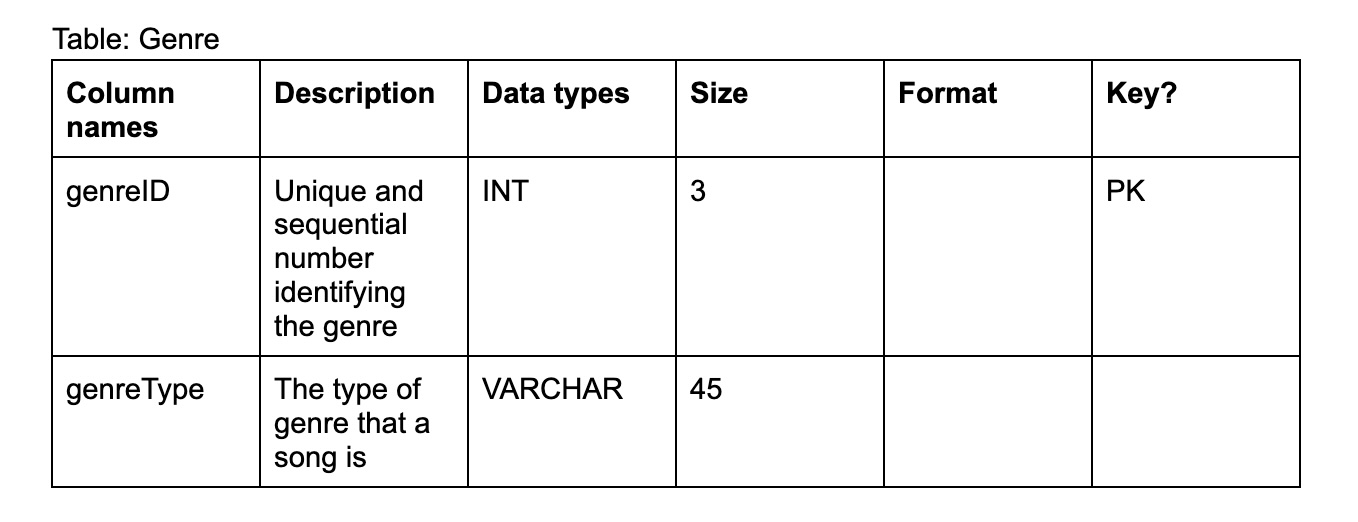 Table: Genre
Column names	Description	Data types	Size	Format	Key?
genreID	Unique and sequential number identifying the genre	INT	3		PK
genreType	The type of genre that a song is	VARCHAR	45